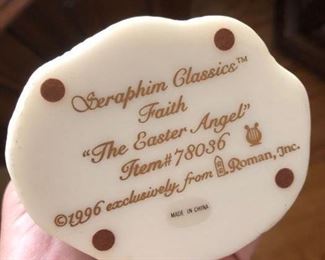 Seraphim Classics™
Faith
"The Easter Angel"
Item#78036
©1996 exclusively from Roman, Inc.
MADE IN CHINA